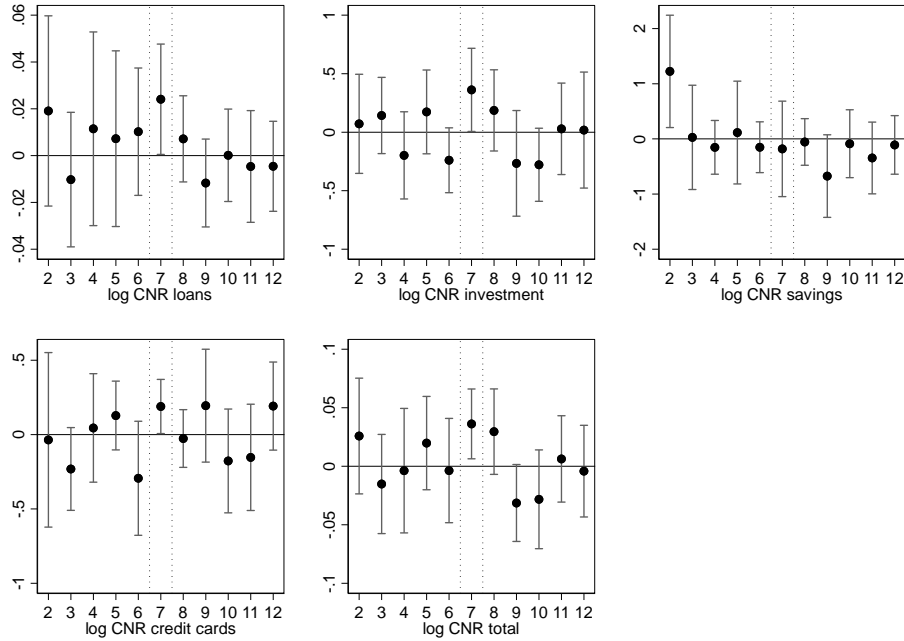 .06
.04
.02
0
-.02
-.04
2 3 4 5 6 7 8 9 10 11 12
log CNR loans
1
.5
0
-.5
-1
2 3 4 5 6 7 8 9 10 11 12
log CNR investment
2
1
0
-1
-2
2 3 4 5 6 7 8 9 10 11 12
log CNR savings
.5
0
-.5
-1
2 3 4 5 6 7 8 9 10 11 12
log CNR credit cards
.1
.05
0
-.05
-.1
2 3 4 5 6 7 8 9 10 11 12
log CNR total